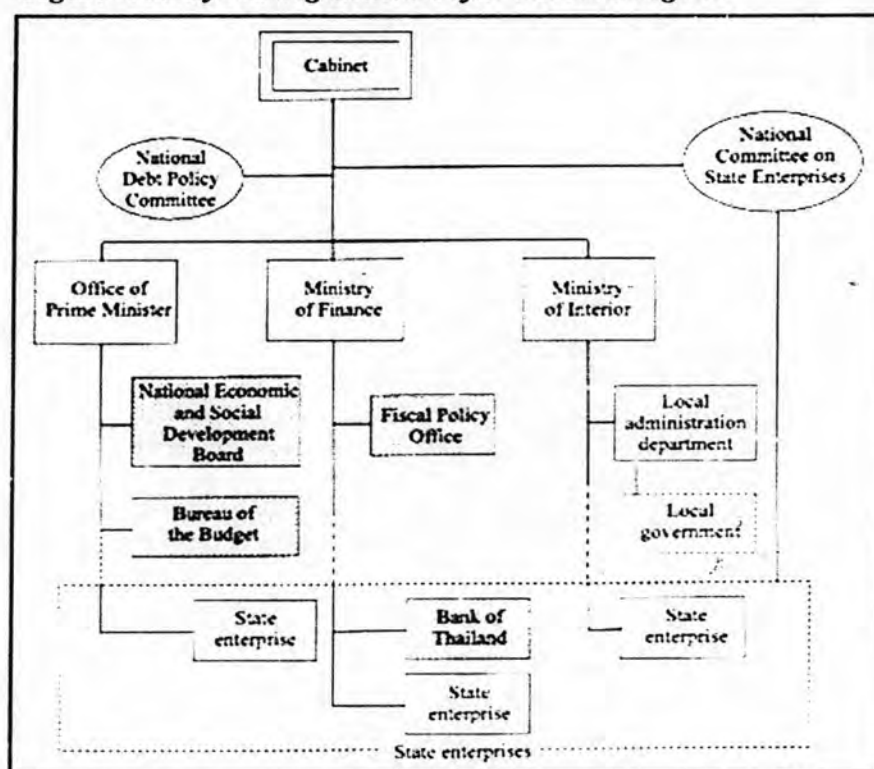 Cabinet
National
Debt Policy
Committee
National
Committee on
State Enterprises
Office of
Prime Minister
Ministry
of Finance
Ministry
of Interior
National Economic
and Social
Development
Board
Fiscal Policy
Office
Local
administration
department
Bureau of
the Budget
Local
government
State
enterprise
Bank of
Thailand
State
enterprise
State
enterprise
State enterprises